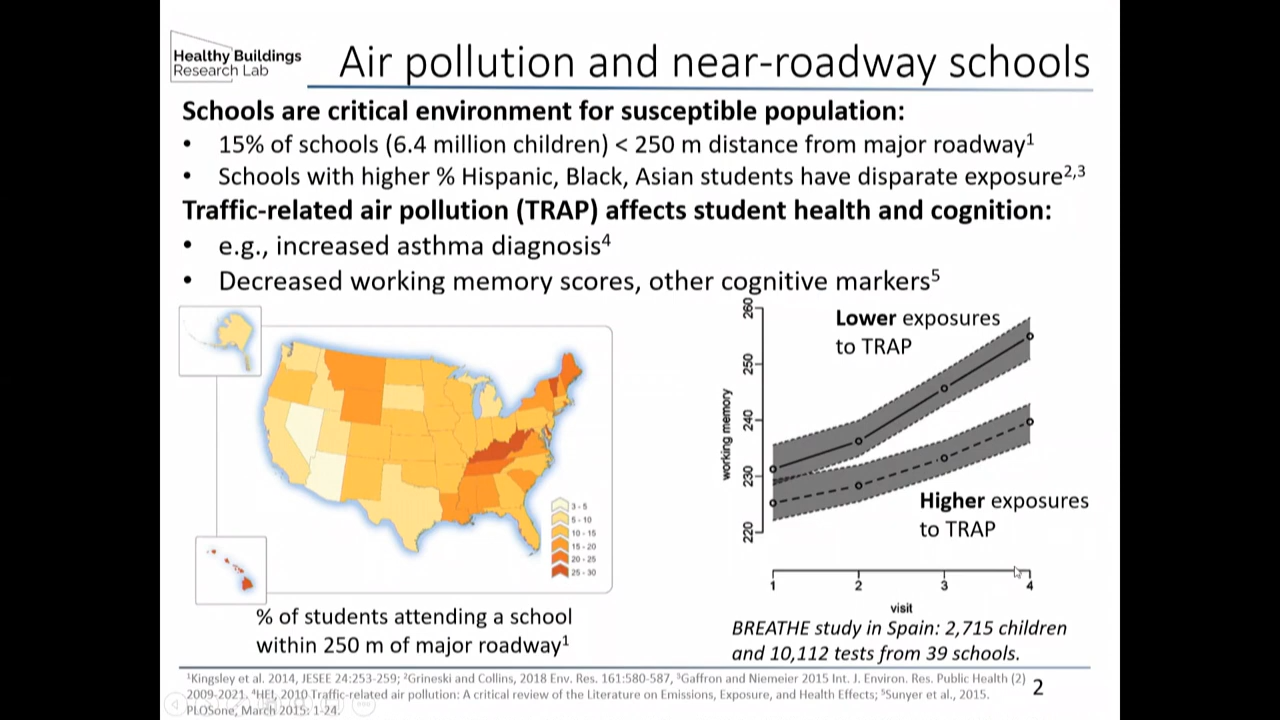 Healthy Buildings
Research Lab
Air pollution and near-roadway schools
Schools are critical environment for susceptible population:
• 15% of schools (6.4 million children) < 250 m distance from major roadway¹
• Schools with higher % Hispanic, Black, Asian students have disparate exposure²,³
Traffic-related air pollution (TRAP) affects student health and cognition:
• e.g., increased asthma diagnosis⁴
• Decreased working memory scores, other cognitive markers⁵
3 - 5
5 - 10
10 - 15
15 - 20
20 - 25
25 - 30
% of students attending a school
within 250 m of major roadway¹
260
250
240
230
220
working memory
Lower exposures
to TRAP
Higher exposures
to TRAP
1 2 3 4
visit
BREATHE study in Spain: 2,715 children
and 10,112 tests from 39 schools.
¹Kingsley et al. 2014, JESEE 24:253-259; ²Grineski and Collins, 2018 Env. Res. 161:580-587, ³Gaffron and Niemeier 2015 Int. J. Environ. Res. Public Health (2)
2009-2021. ⁴HEI, 2010 Traffic-related air pollution: A critical review of the Literature on Emissions, Exposure, and Health Effects; ⁵Sunyer et al., 2015.
PLOSone, March 2015: 1-24.
2